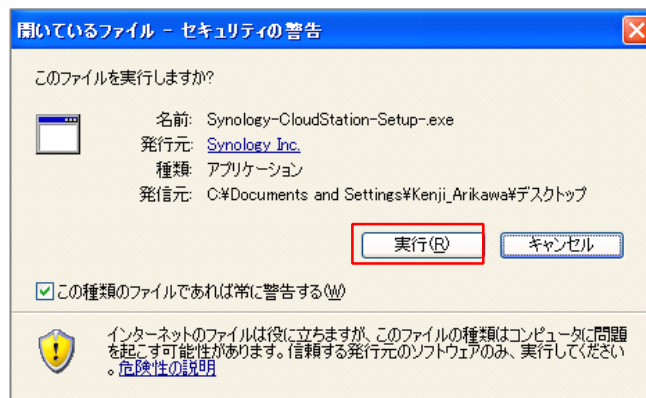 開いているファイル - セキュリティの警告
このファイルを実行しますか?
名前: Synology-CloudStation-Setup-.exe
発行元: Synology Inc.
種類: アプリケーション
発信元: C:¥Documents and Settings¥Kenji_Arikawa¥デスクトップ
実行(R) キャンセル
この種類のファイルであれば常に警告する(W)
インターネットのファイルは役に立ちますが、このファイルの種類はコンピュータに問題
を起こす可能性があります。信頼する発行元のソフトウェアのみ、実行してください
。危険性の説明